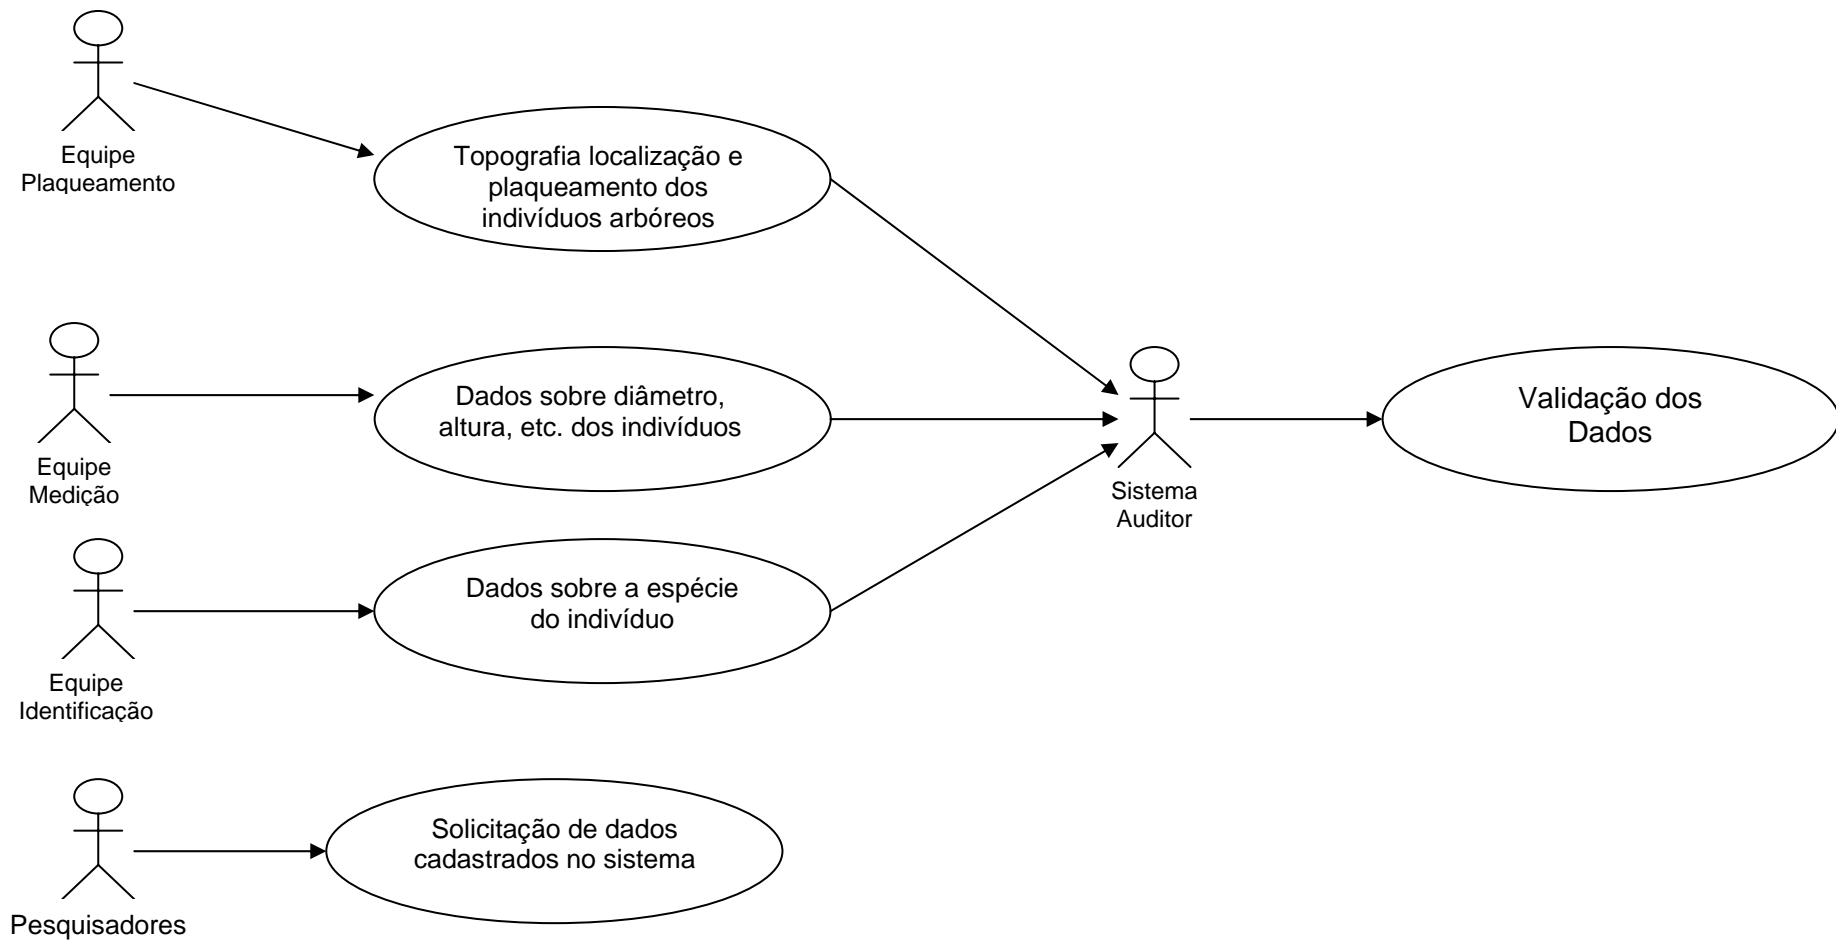 Equipe
Plaqueamento
Topografia localização e
plaqueamento dos
indivíduos arbóreos
Equipe
Medição
Dados sobre diâmetro,
altura, etc. dos indivíduos
Sistema
Auditor
Validação dos
Dados
Equipe
Identificação
Dados sobre a espécie
do indivíduo
Pesquisadores
Solicitação de dados
cadastrados no sistema